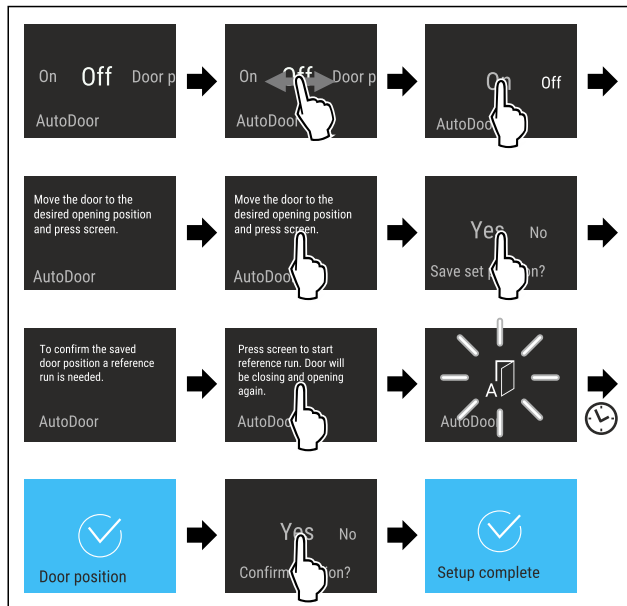 On Off Door p
AutoDoor
On Off Door p
AutoDoo
On Off
AutoDoo
Move the door to the
desired opening position
and press screen.
AutoDoor
Move the door to the
desired opening position
and press screen.
AutoDoo
Yes No
Save set p on?
To confirm the saved
door position a reference
run is needed.
AutoDoor
Press screen to start
reference run. Door will
be closing and opening
again.
AutoDoo
A
AutoDoo
Door position
Yes No
Confirm on?
Setup complete